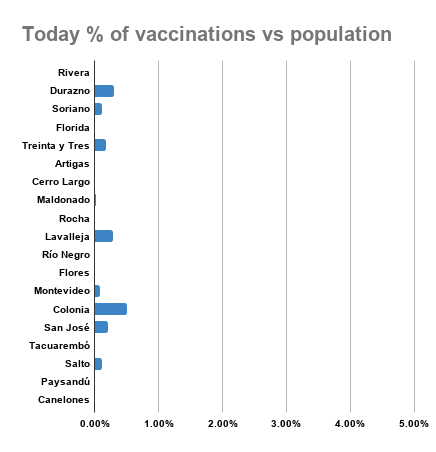 Today % of vaccinations vs population
Rivera
Durazno
Soriano
Florida
Treinta y Tres
Artigas
Cerro Largo
Maldonado
Rocha
Lavalleja
Río Negro
Flores
Montevideo
Colonia
San José
Tacuarembó
Salto
Paysandú
Canelones
0.00% 1.00% 2.00% 3.00% 4.00% 5.00%